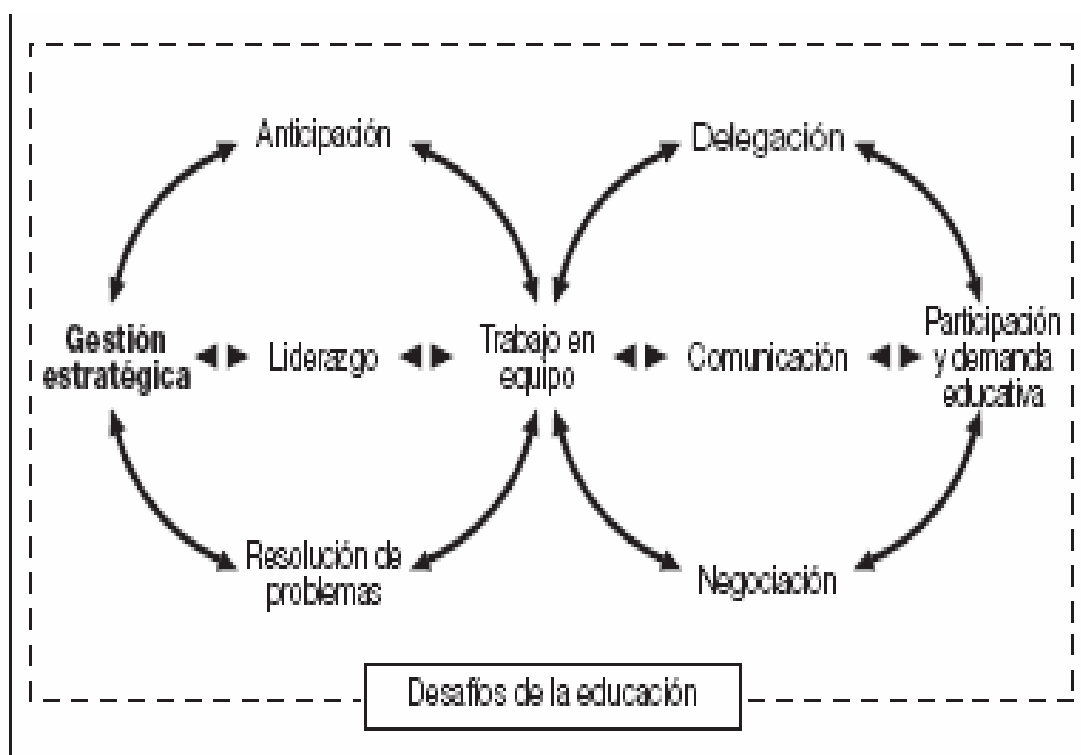 Anticipación
Delegación
Gestión
estratégica
Liderazgo
Trabajo en
equipo
Comunicación
Participación
y demanda
educativa
Resolución de
problemas
Negociación
Desafíos de la educación